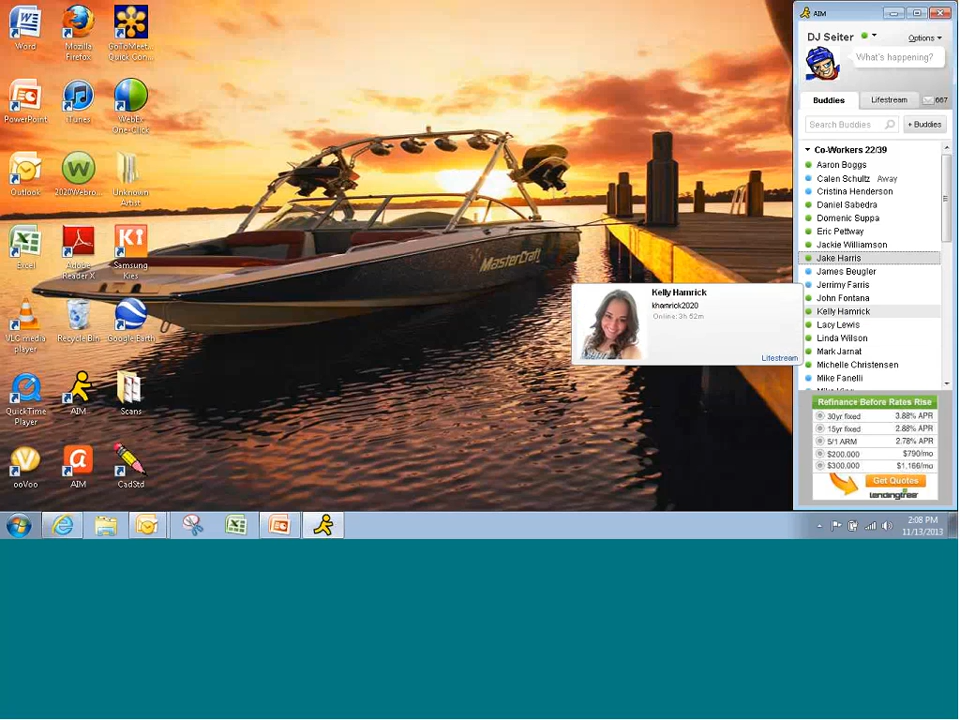 Word
Mozilla
Firefox
GoToMeet...
Quick Con...
PowerPoint
iTunes
WebEx
One-Click
Outlook
2020Webro...
Unknown
Artist
Excel
Adobe
Reader X
Samsung
Kies
VLC media
player
Recycle Bin
Google Earth
QuickTime
Player
AIM
Scans
ooVoo
AIM
CadStd
MasterCraft
Kelly Hamrick
khamrick2020
Online: 3h 52m
Lifestream
AIM
DJ Seiter
Options
What's happening?
Buddies
Lifestream
667
Search Buddies
+ Buddies
Co-Workers 22/39
Aaron Boggs
Calen Schultz Away
Cristina Henderson
Daniel Sabedra
Domenic Suppa
Eric Pettway
Jackie Williamson
Jake Harris
James Beugler
Jerrimy Farris
John Fontana
Kelly Hamrick
Lacy Lewis
Linda Wilson
Mark Jarnat
Michelle Christensen
Mike Fanelli
Refinance Before Rates Rise
30yr fixed 3.88% APR
15yr fixed 2.88% APR
5/1 ARM 2.78% APR
$200,000 $790/mo
$300,000 $1,166/mo
Get Quotes
lendingtree
2:08 PM
11/13/2013